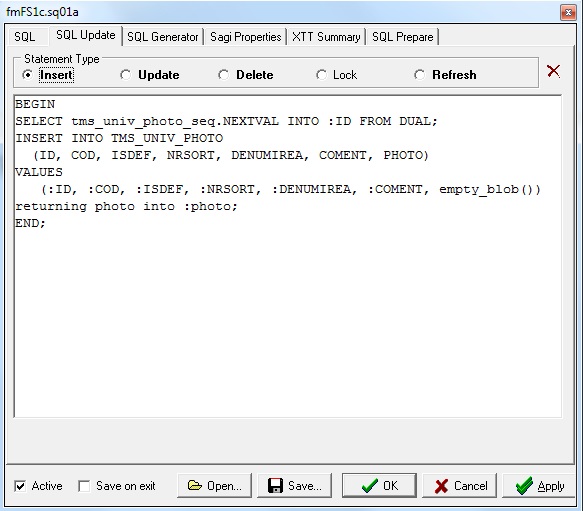 fmFS1c.sq01a
SQL SQL Update SQL Generator Sagi Properties XTT Summary SQL Prepare
Statement Type
Insert Update Delete Lock Refresh
BEGIN
SELECT tms_univ_photo_seq.NEXTVAL INTO :ID FROM DUAL;
INSERT INTO TMS_UNIV_PHOTO
(ID, COD, ISDEF, NRSORT, DENUMIREA, COMENT, PHOTO)
VALUES
(:ID, :COD, :ISDEF, :NRSORT, :DENUMIREA, :COMENT, empty_blob())
returning photo into :photo;
END;
Active Save on exit Open... Save... OK Cancel Apply